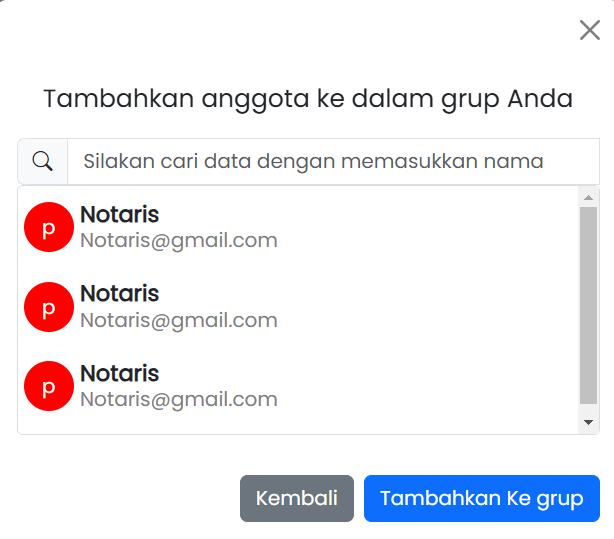 Tambahkan anggota ke dalam grup Anda
Silakan cari data dengan memasukkan nama
p
Notaris
Notaris@gmail.com
p
Notaris
Notaris@gmail.com
p
Notaris
Notaris@gmail.com
Kembali
Tambahkan Ke grup